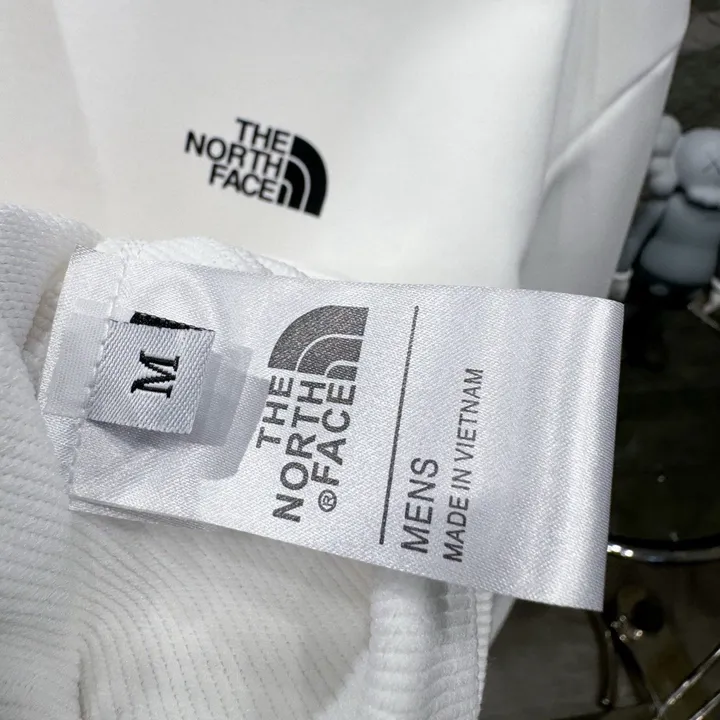 THE
NORTH
FACE
M
THE
NORTH
FACE®
MENS
MADE IN VIETNAM